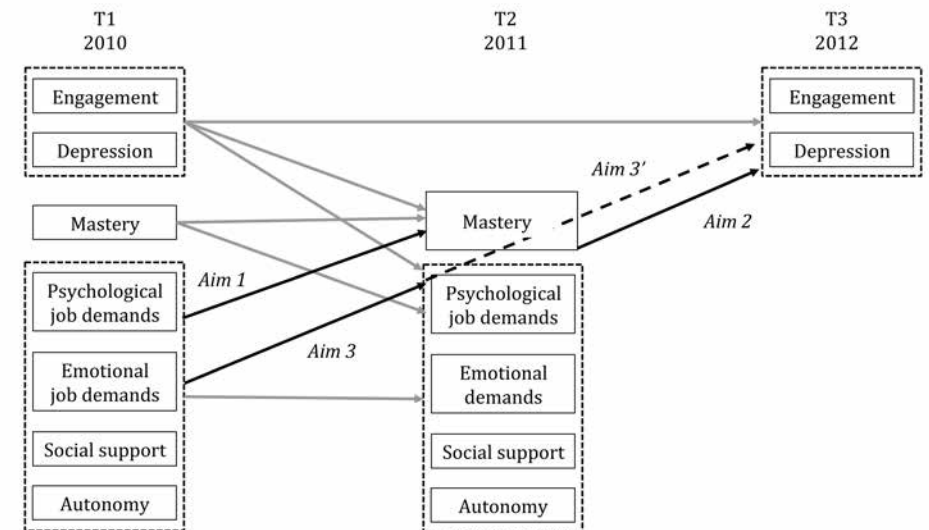 T1
2010
T2
2011
T3
2012
Engagement
Depression
Mastery
Psychological
job demands
Emotional
job demands
Social support
Autonomy
Aim 1
Aim 3
Mastery
Psychological
job demands
Emotional
demands
Social support
Autonomy
Aim 3’
Aim 2
Engagement
Depression